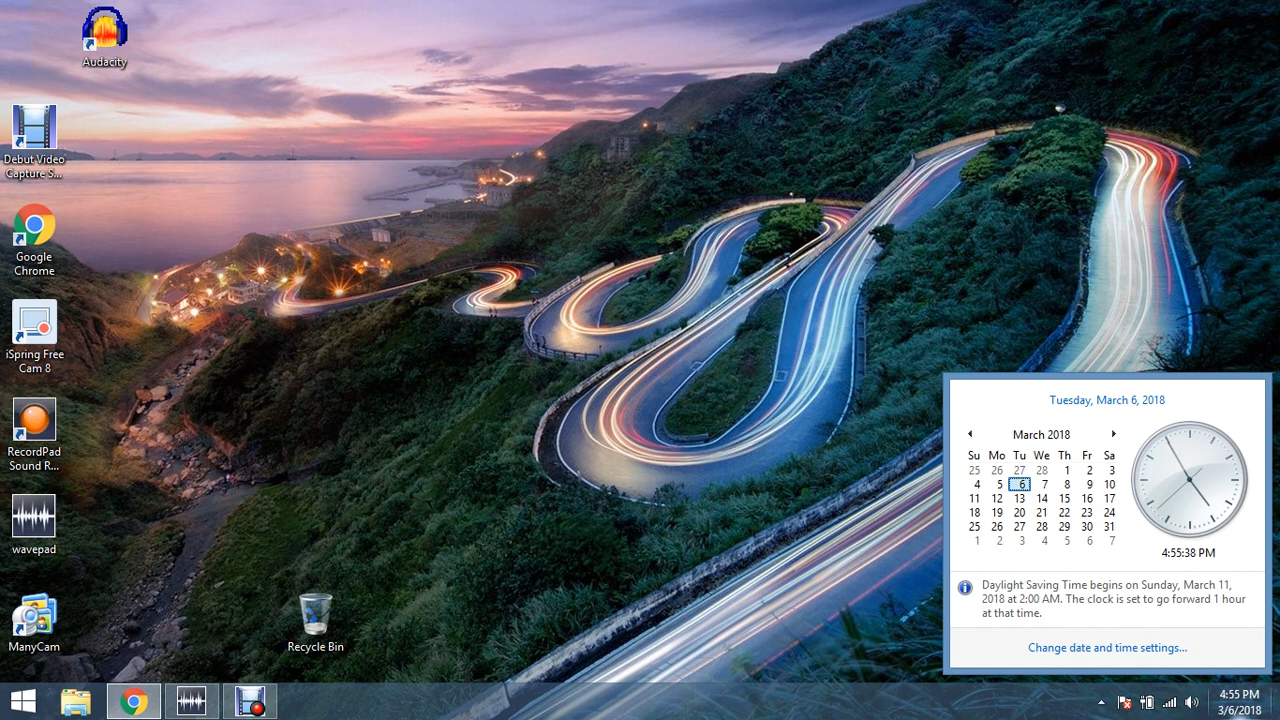 Audacity
Debut Video
Capture S...
Google
Chrome
iSpring Free
Cam 8
RecordPad
Sound R...
wavepad
ManyCam
Recycle Bin
Tuesday, March 6, 2018
March 2018
Su Mo Tu We Th Fr Sa
25 26 27 28 1 2 3
4 5 6 7 8 9 10
11 12 13 14 15 16 17
18 19 20 21 22 23 24
25 26 27 28 29 30 31
1 2 3 4 5 6 7
4:55:38 PM
Daylight Saving Time begins on Sunday, March 11,
2018 at 2:00 AM. The clock is set to go forward 1 hour
at that time.
Change date and time settings...
4:55 PM
3/6/2018